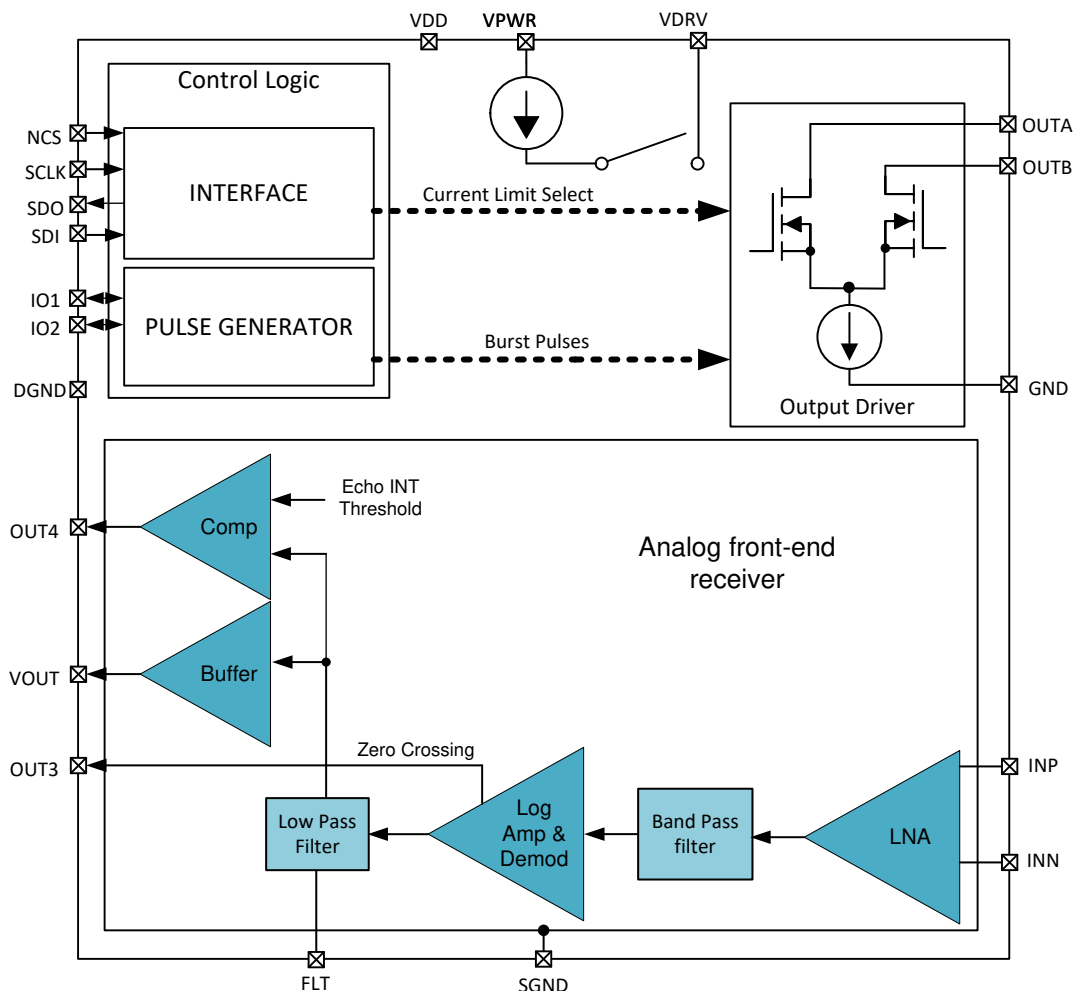 VDD
VPWR
VDRV
Control Logic
NCS
SCLK
SDO
SDI
INTERFACE
Current Limit Select
OUTA
OUTB
IO1
IO2
PULSE GENERATOR
Burst Pulses
DGND
GND
Output Driver
Echo INT
Threshold
Comp
OUT4
Analog front-end
receiver
Buffer
VOUT
Zero Crossing
OUT3
INP
Low Pass
Filter
Log
Amp &
Demod
Band Pass
filter
LNA
INN
FLT
SGND